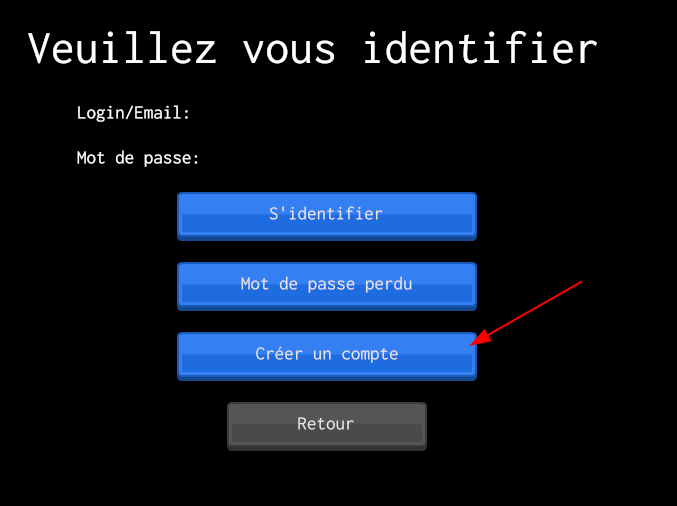 Veuillez vous identifier
Login/Email:
Mot de passe:
S'identifier
Mot de passe perdu
Créer un compte
Retour